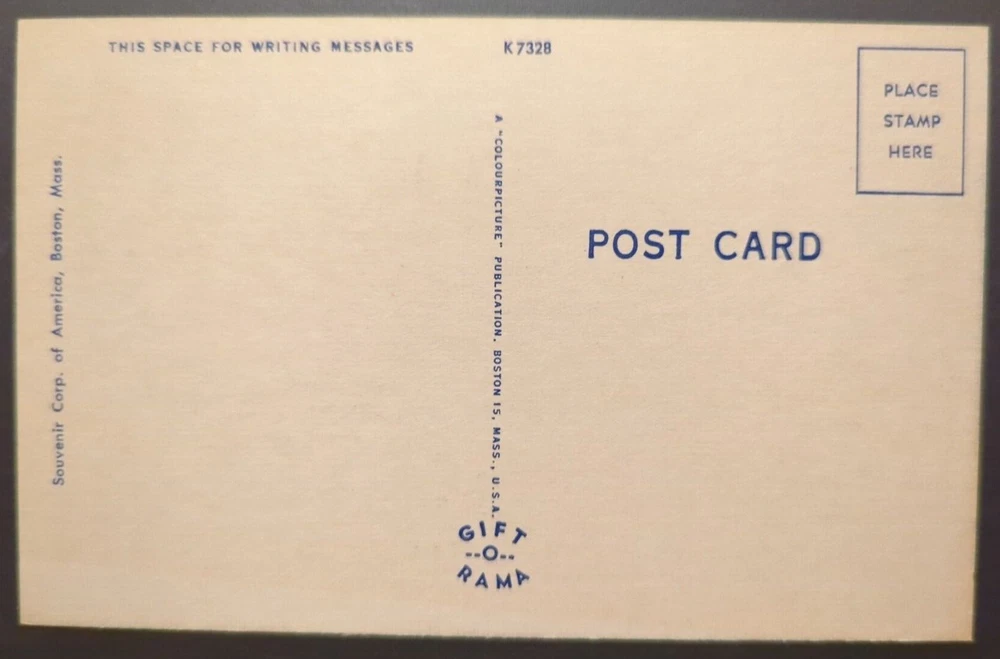 THIS SPACE FOR WRITING MESSAGES
K7328
PLACE
STAMP
HERE
POST CARD
Souvenir Corp. of America, Boston, Mass.
A "COLOURPICTURE" PUBLICATION, BOSTON 15, MASS., U.S.A.
GIFT
--O--
RAMA